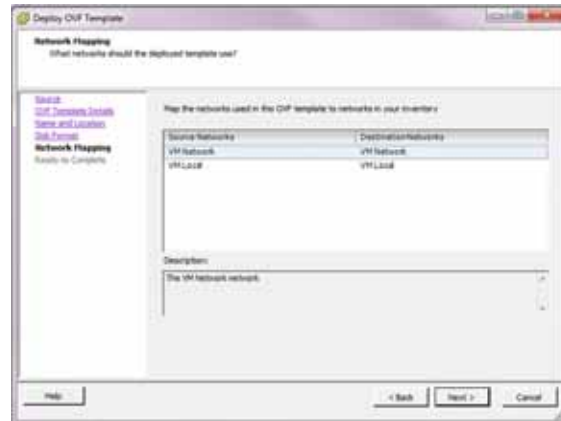 Deploy OVF Template
Network Mapping
What networks should the deployed template use?
Source
OVF Template Details
Name and Location
Disk Format
Network Mapping
Ready to Complete
Map the networks used in this OVF template to networks in your inventory
Source Networks Destination Networks
VM Network VM Network
VM Local VM Local
Description:
The VM Network network
Help < Back Next > Cancel